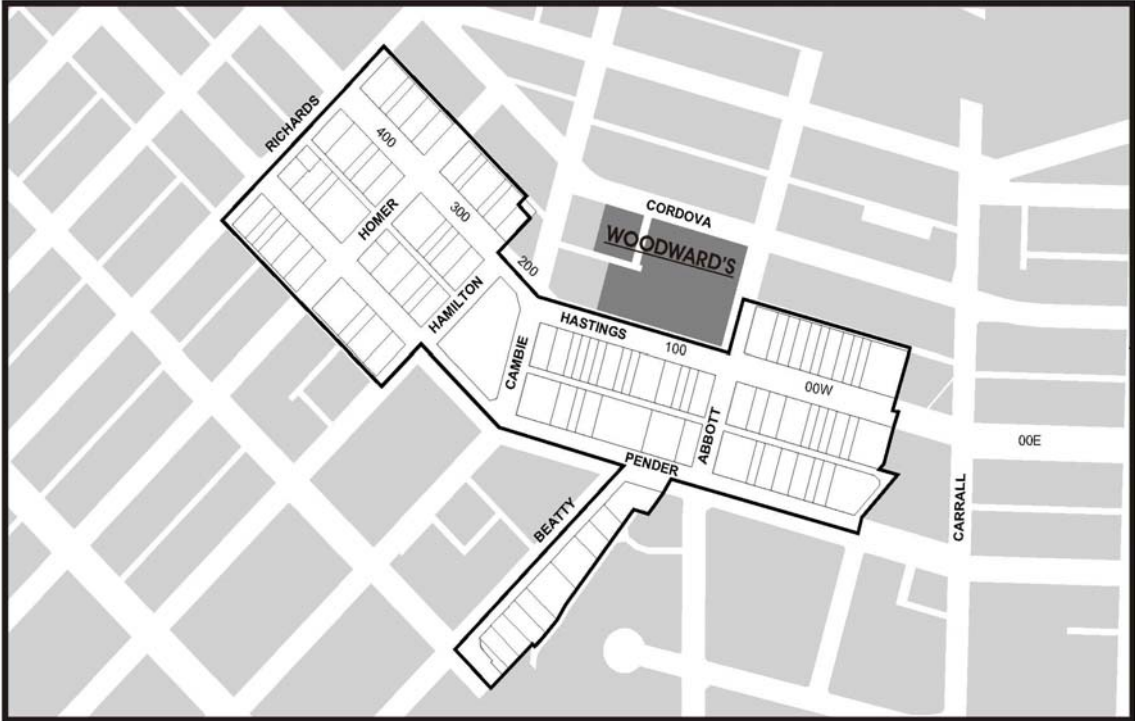 RICHARDS
400
HOMER
300
CORDOVA
WOODWARD'S
200
HAMILTON
HASTINGS
100
CAMBIE
00W
ABBOTT
00E
PENDER
BEATTY
CARRALL